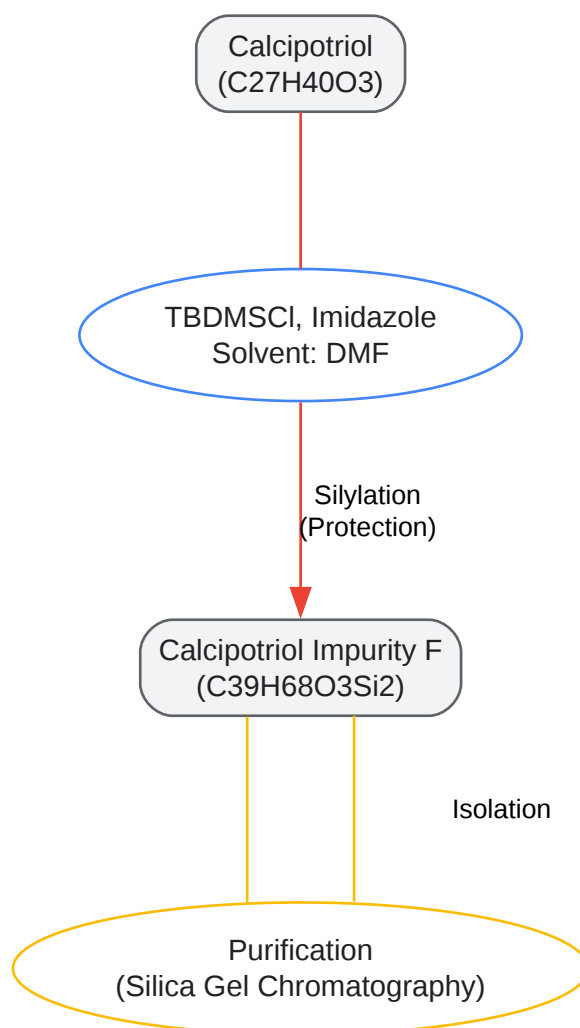 Calcipotriol
(C27H40O3)
TBDMSCl, Imidazole
Solvent: DMF
Silylation
(Protection)
Calcipotriol Impurity F
(C39H68O3Si2)
Isolation
Purification
(Silica Gel Chromatography)